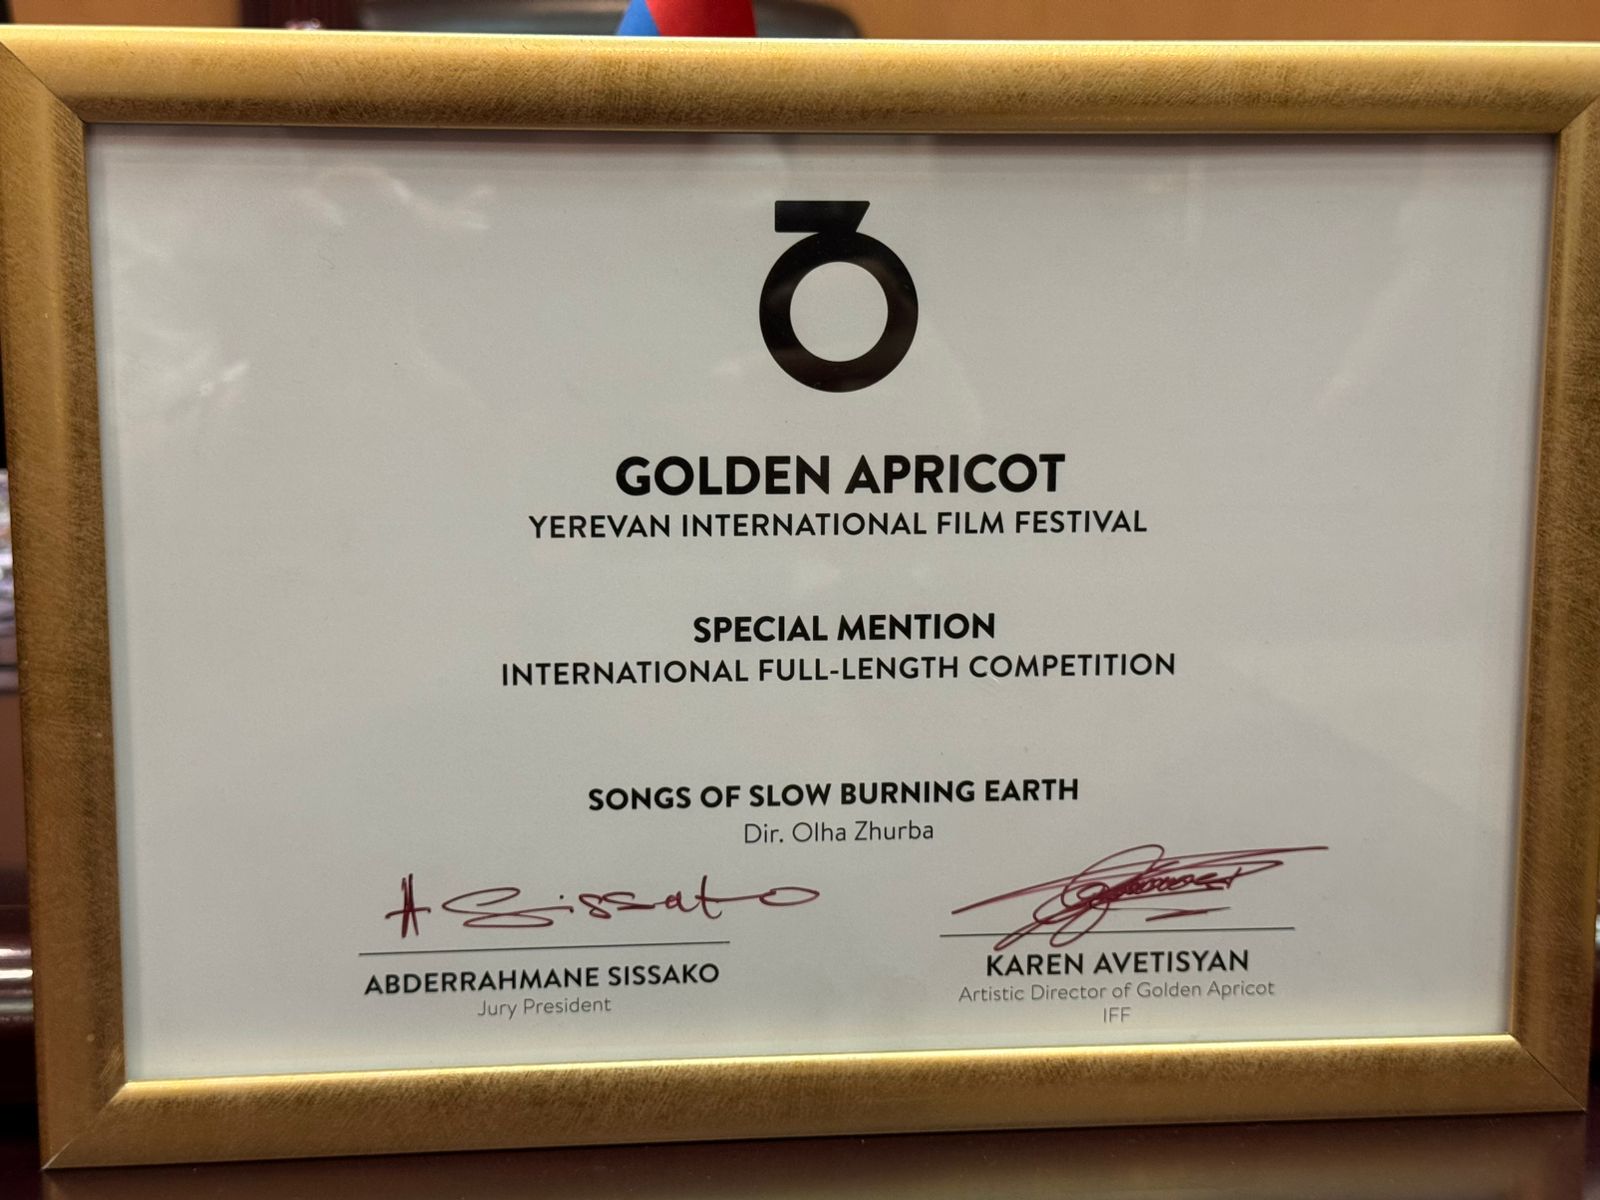 GOLDEN APRICOT
YEREVAN INTERNATIONAL FILM FESTIVAL
SPECIAL MENTION
INTERNATIONAL FULL-LENGTH COMPETITION
SONGS OF SLOW BURNING EARTH
Dir. Olha Zhurba
A Sissako
ABDERRAHMANE SISSAKO
Jury President
KAREN AVETISYAN
Artistic Director of Golden Apricot
IFF